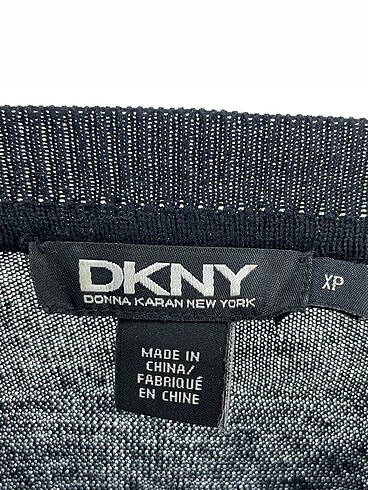 DKNY
DONNA KARAN NEW YORK
XP
MADE IN
CHINA/
FABRIQUÉ
EN CHINE